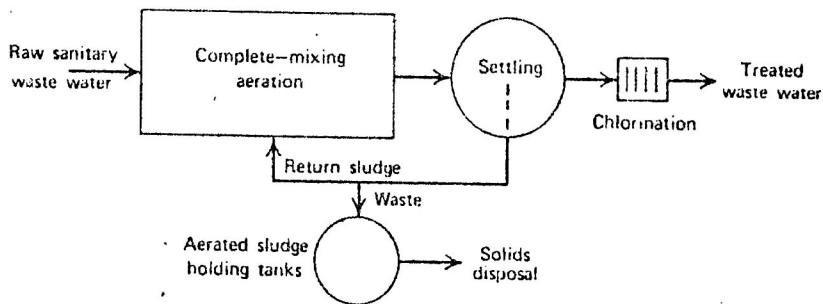 Raw sanitary
waste water
Complete-mixing
aeration
Settling
Chlorination
Treated
waste water
Return sludge
Waste
Aerated sludge
holding tanks
Solids
disposal